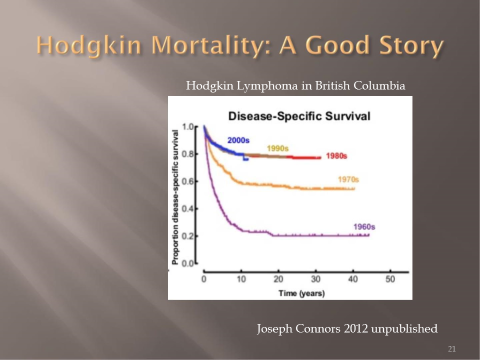 Hodgkin Mortality: A Good Story
Hodgkin Lymphoma in British Columbia
Disease-Specific Survival
Proportion disease-specific survival
1.0
0.8
0.6
0.4
0.2
0.0
2000s
1990s
1980s
1970s
1960s
0 10 20 30 40 50
Time (years)
Joseph Connors 2012 unpublished
21